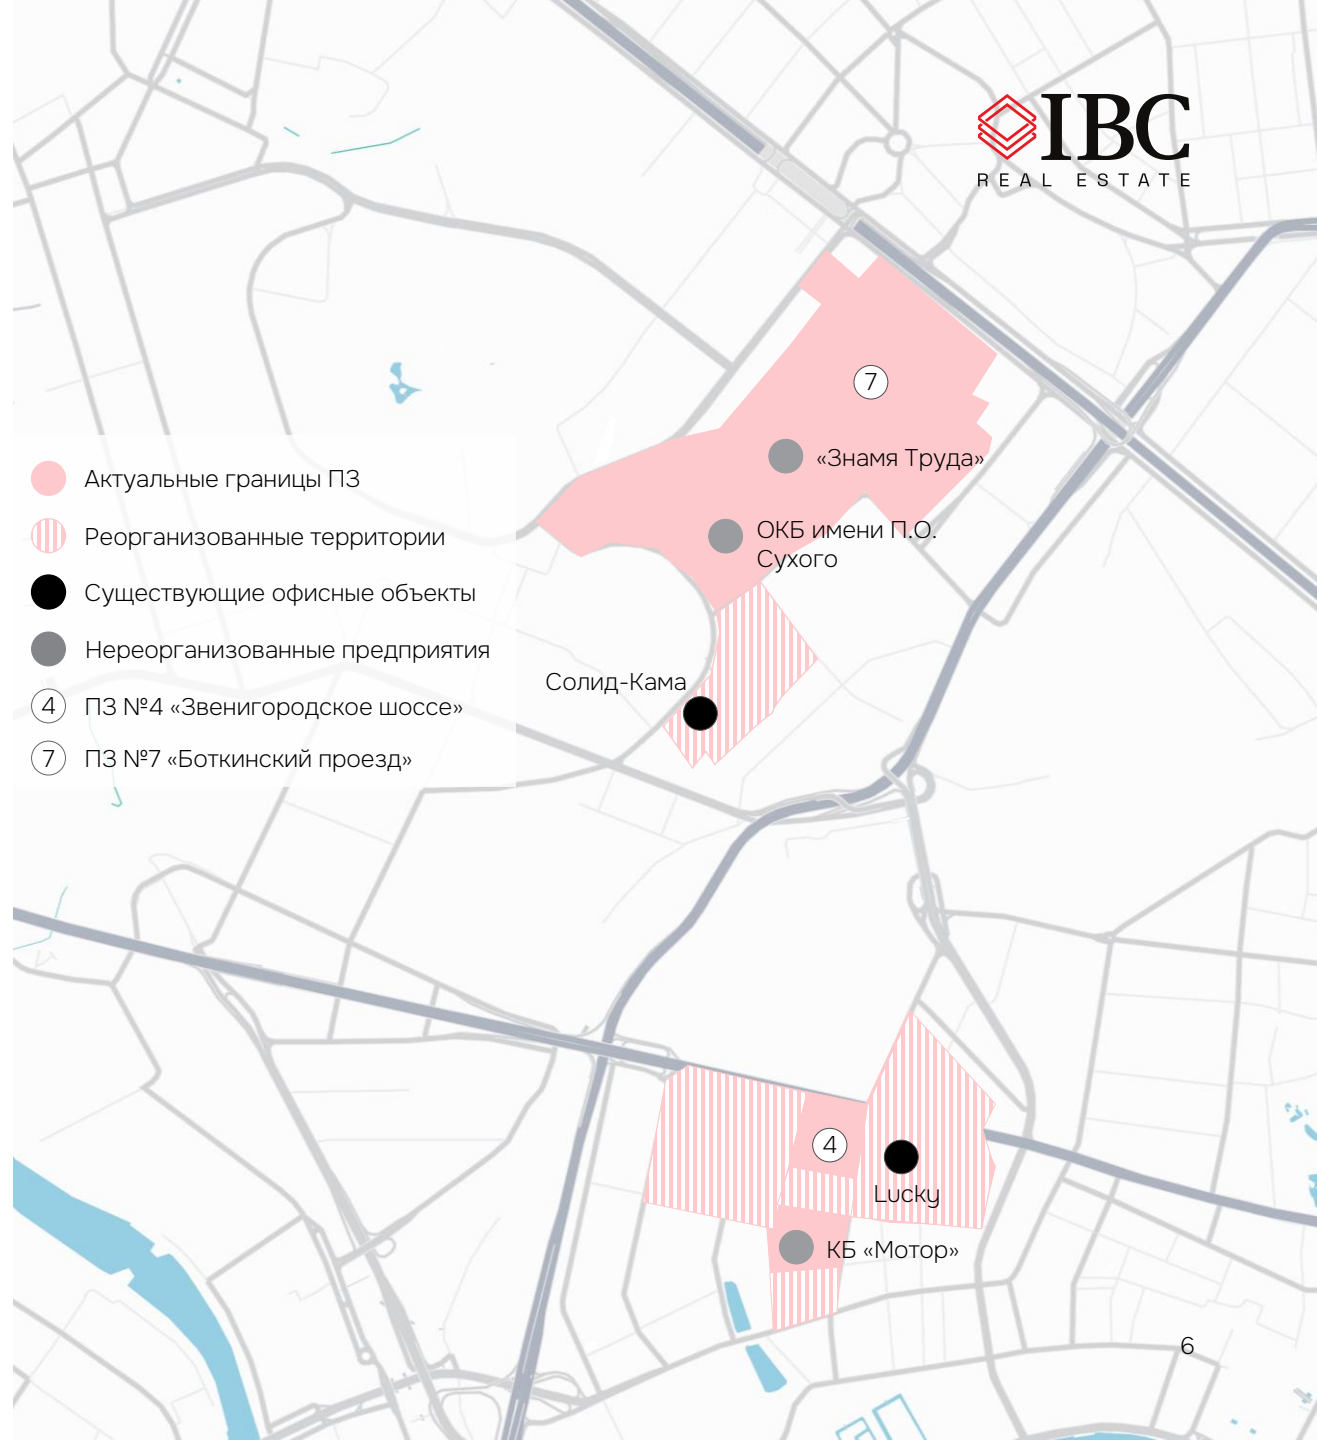 IBC
REAL ESTATE
7
«Знамя Труда»
ОКБ имени П.О.
Сухого
Актуальные границы ПЗ
Реорганизованные территории
Существующие офисные объекты
Нереорганизованные предприятия
4 ПЗ №4 «Звенигородское шоссе»
7 ПЗ №7 «Боткинский проезд»
Солид-Кама
4
Lucky
КБ «Мотор»
6